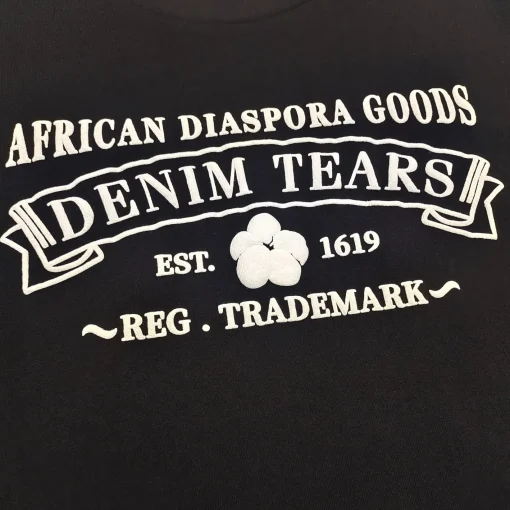 AFRICAN DIASPORA GOODS
DENIM TEARS
EST. 1619
~REG . TRADEMARK~